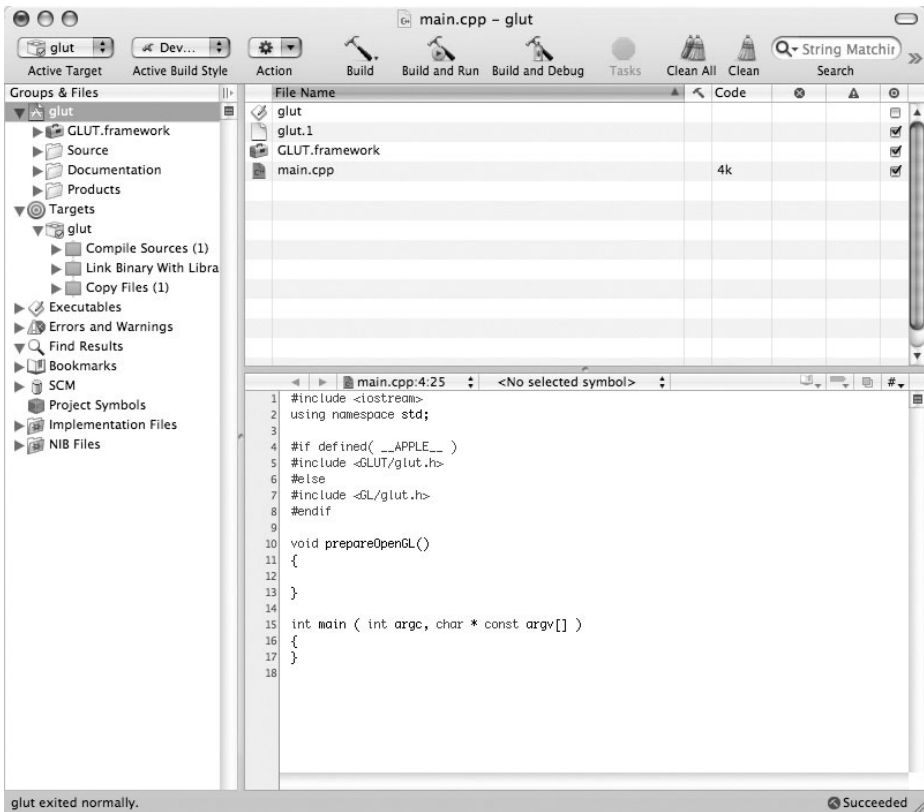 main.cpp – glut
glut
Dev...
String Matchir
Active Target
Active Build Style
Action
Build
Build and Run
Build and Debug
Tasks
Clean All
Clean
Search
Groups & Files
glut
GLUT.framework
Source
Documentation
Products
Targets
glut
Compile Sources (1)
Link Binary With Libra
Copy Files (1)
Executables
Errors and Warnings
Find Results
Bookmarks
SCM
Project Symbols
Implementation Files
NIB Files
File Name
Code
glut
glut.1
GLUT.framework
main.cpp 4k
main.cpp:4:25 <No selected symbol> #
1 #include <iostream>
2 using namespace std;
3
4 #if defined( __APPLE__ )
5 #include <GLUT/glut.h>
6 #else
7 #include <GL/glut.h>
8 #endif
9
10 void prepareOpenGL()
11 {
12
13 }
14
15 int main ( int argc, char * const argv[] )
16 {
17 }
18
glut exited normally.
Succeeded